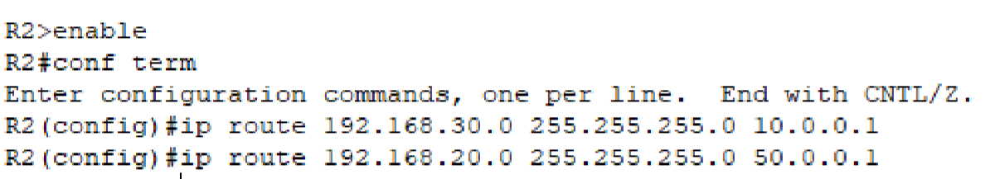 R2>enable
R2#conf term
Enter configuration commands, one per line.  End with CNTL/Z.
R2(config)#ip route 192.168.30.0 255.255.255.0 10.0.0.1
R2(config)#ip route 192.168.20.0 255.255.255.0 50.0.0.1